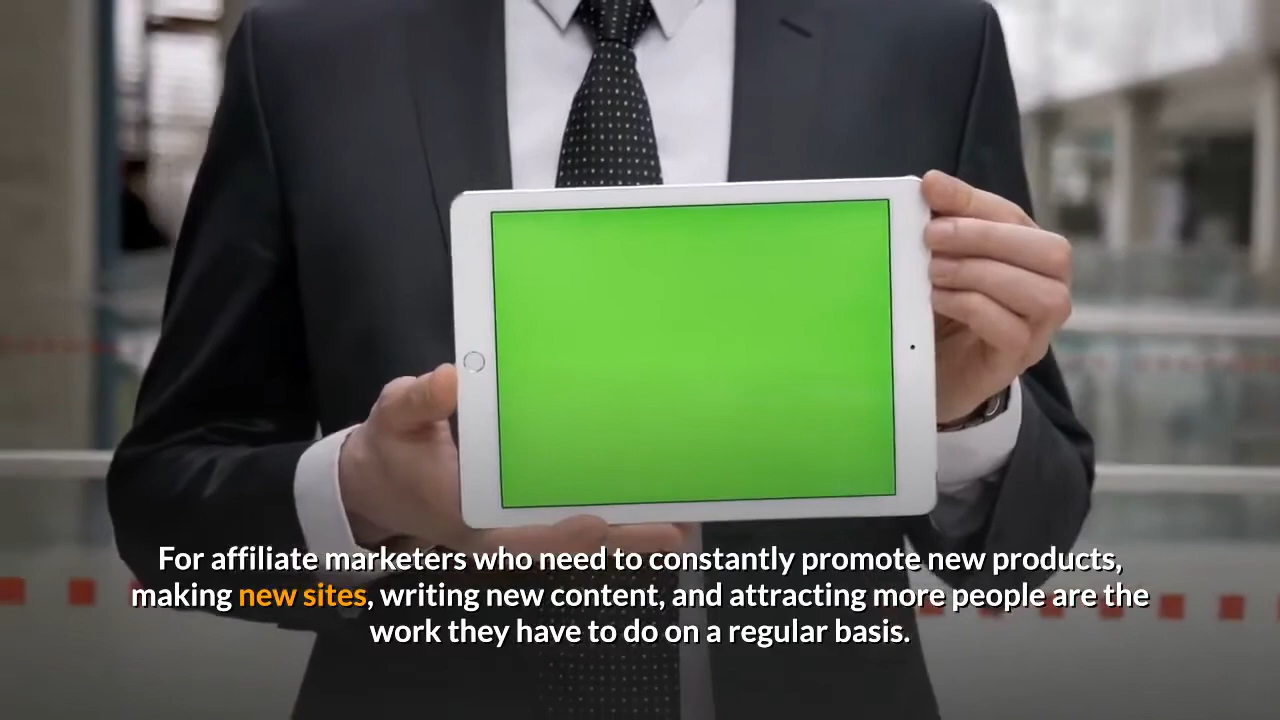 For affiliate marketers who need to constantly promote new products,
making new sites, writing new content, and attracting more people are the
work they have to do on a regular basis.